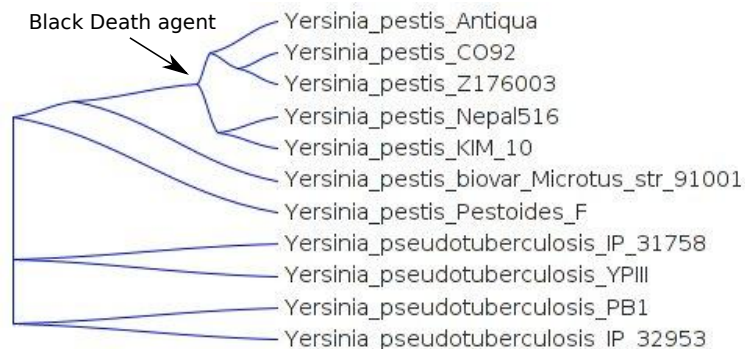 Black Death agent
Yersinia_pestis_Antiqua
Yersinia_pestis_CO92
Yersinia_pestis_Z176003
Yersinia_pestis_Nepal516
Yersinia_pestis_KIM_10
Yersinia_pestis_biovar_Microtus_str_91001
Yersinia_pestis_Pestoides_F
Yersinia_pseudotuberculosis_IP_31758
Yersinia_pseudotuberculosis_YPIII
Yersinia_pseudotuberculosis_PB1
Yersinia_pseudotuberculosis_IP_32953